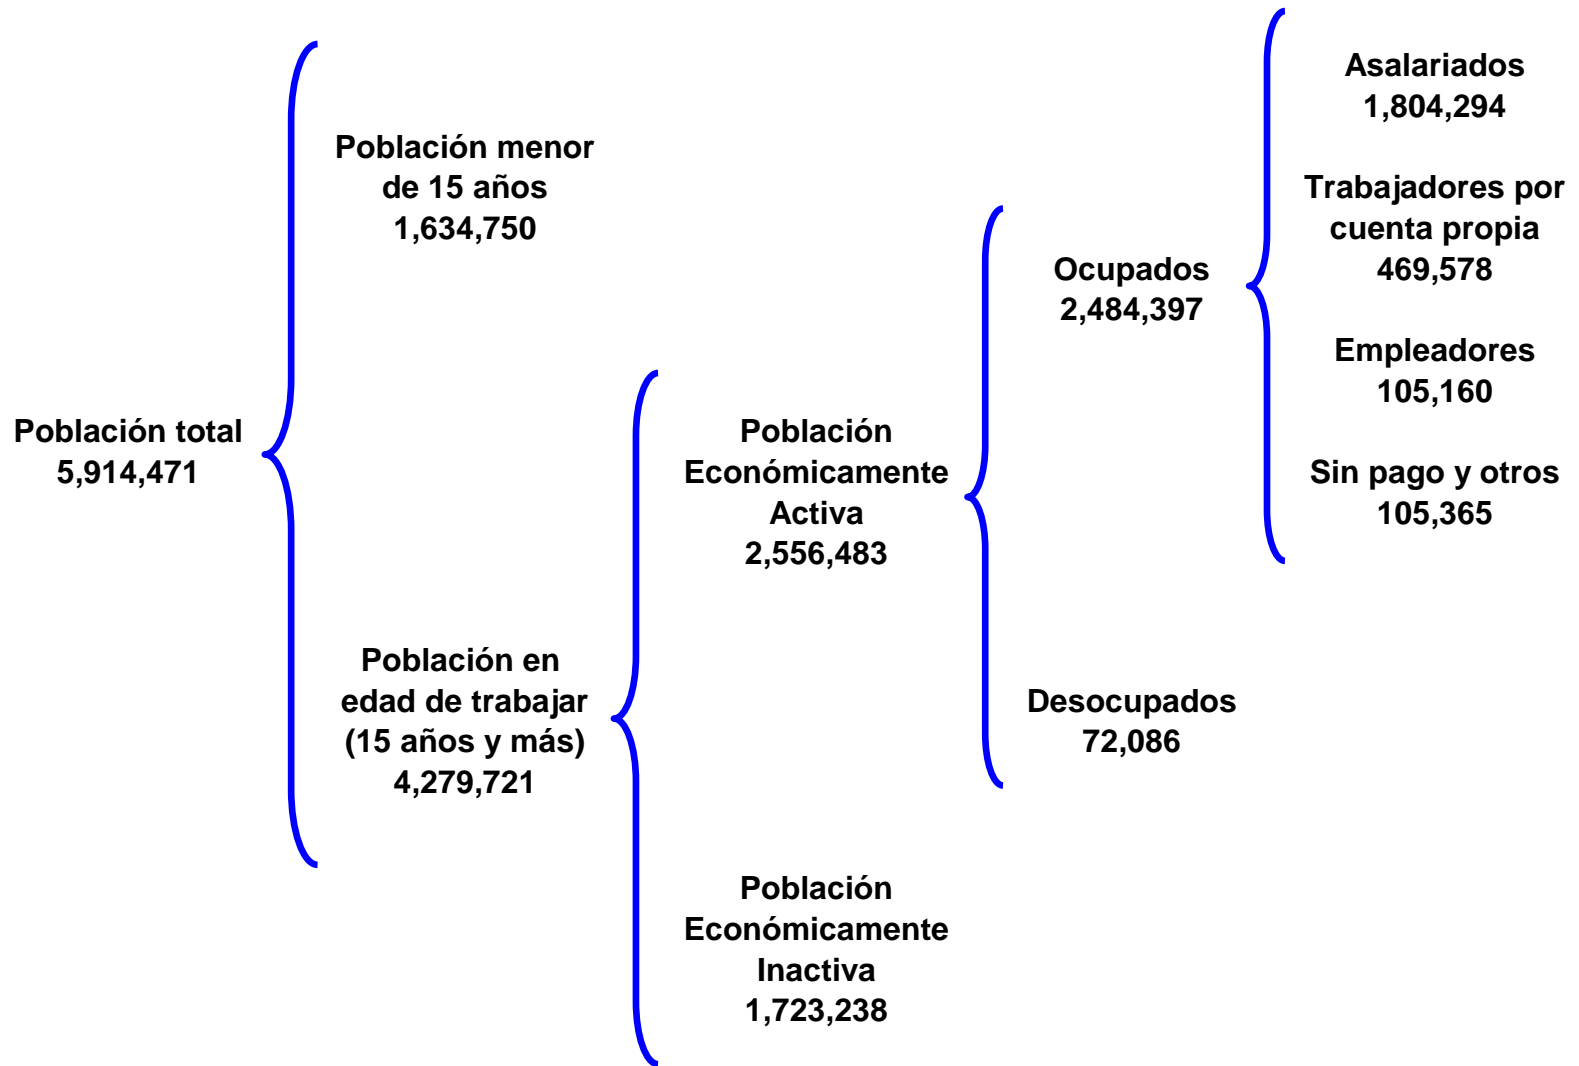 Población total
5,914,471
Población menor
de 15 años
1,634,750
Población en
edad de trabajar
(15 años y más)
4,279,721
Población
Económicamente
Activa
2,556,483
Población
Económicamente
Inactiva
1,723,238
Ocupados
2,484,397
Desocupados
72,086
Asalariados
1,804,294
Trabajadores por
cuenta propia
469,578
Empleadores
105,160
Sin pago y otros
105,365